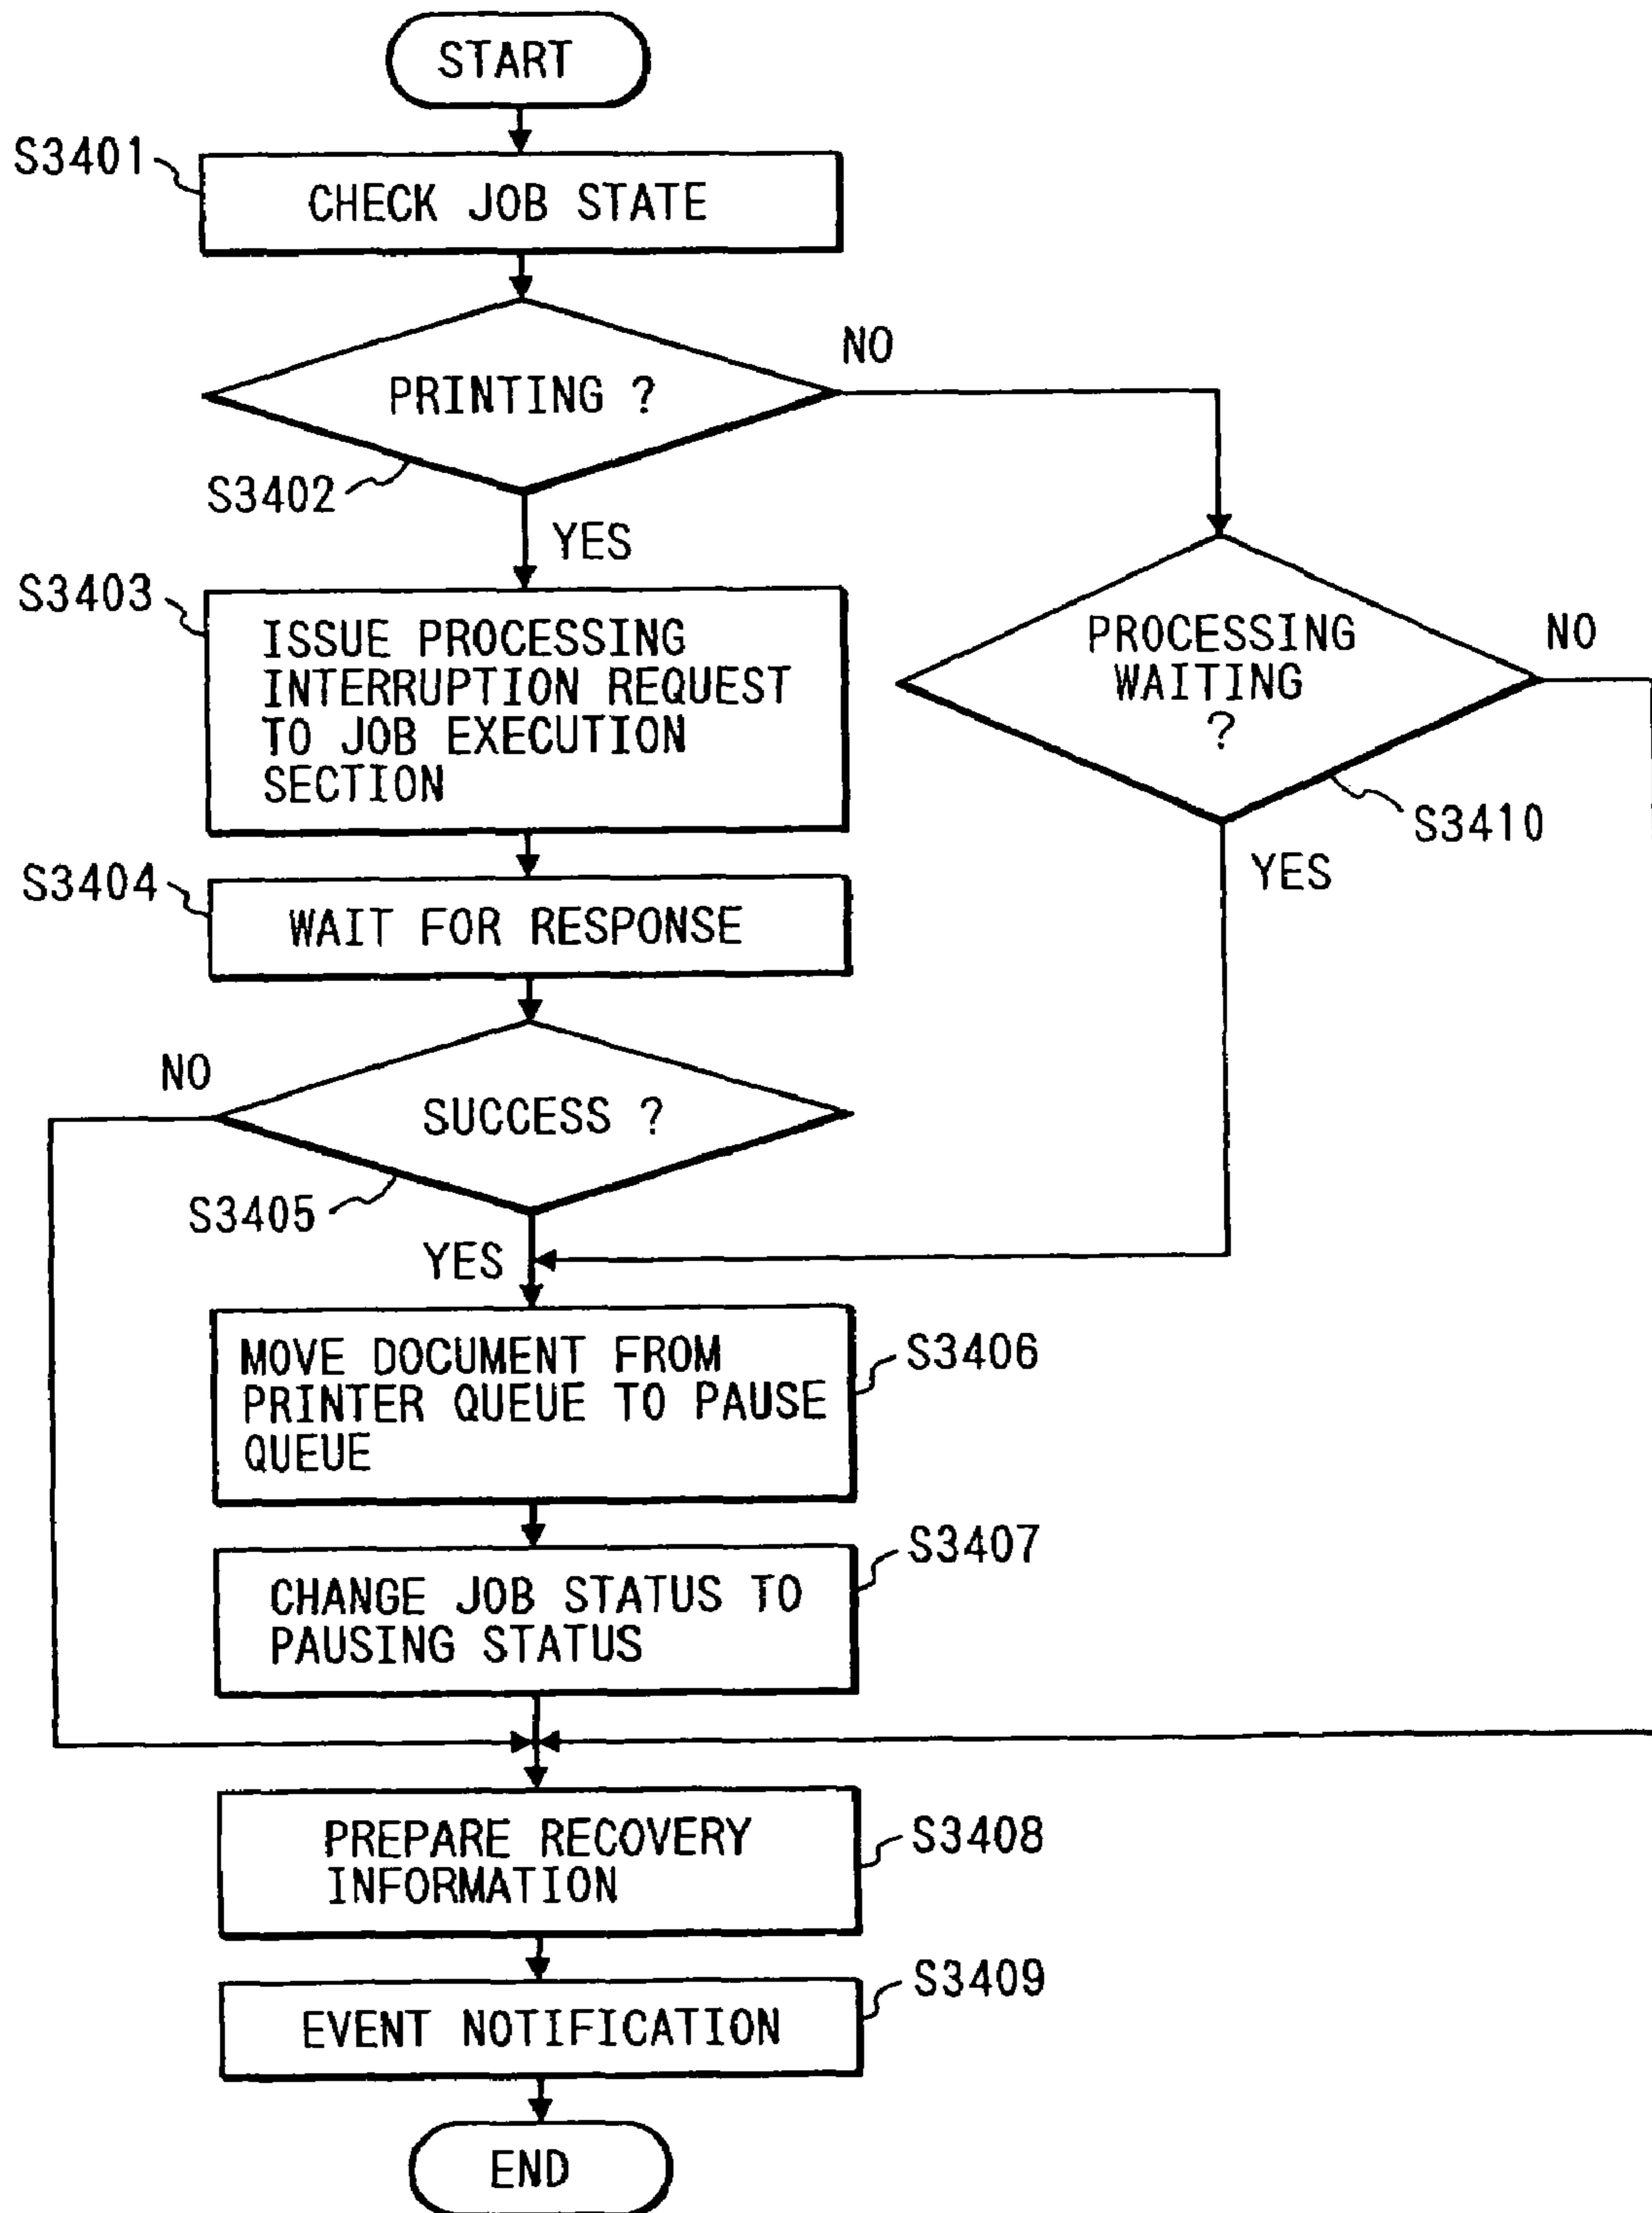 START
S3401
CHECK JOB STATE
NO
PRINTING ?
S3402
YES
S3403
ISSUE PROCESSING
INTERRUPTION REQUEST
TO JOB EXECUTION
SECTION
PROCESSING
WAITING
?
NO
S3410
YES
S3404
WAIT FOR RESPONSE
NO
SUCCESS ?
S3405
YES
MOVE DOCUMENT FROM
PRINTER QUEUE TO PAUSE
QUEUE
S3406
S3407
CHANGE JOB STATUS TO
PAUSING STATUS
PREPARE RECOVERY
INFORMATION
S3408
S3409
EVENT NOTIFICATION
END